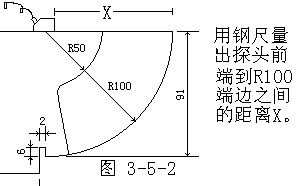 X
R50
R100
91
2
6
图 3-5-2
用钢尺量
出探头前
端到R100
端边之间
的距离X。